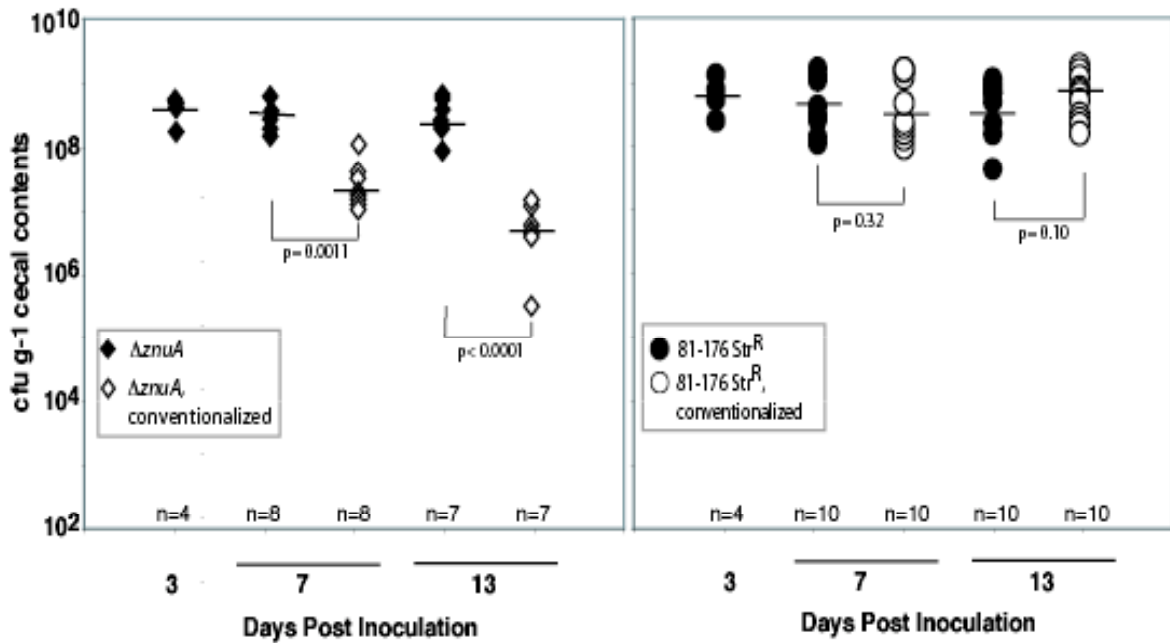 cfu g-1 cecal contents
10^10
10^8
10^6
10^4
10^2
p= 0.0011
p< 0.0001
ΔznuA
ΔznuA,
conventionalized
n=4 n=8 n=8 n=7 n=7
3 7 13
Days Post Inoculation
p= 0.32
p= 0.10
81-176 Str^R
81-176 Str^R,
conventionalized
n=4 n=10 n=10 n=10 n=10
3 7 13
Days Post Inoculation